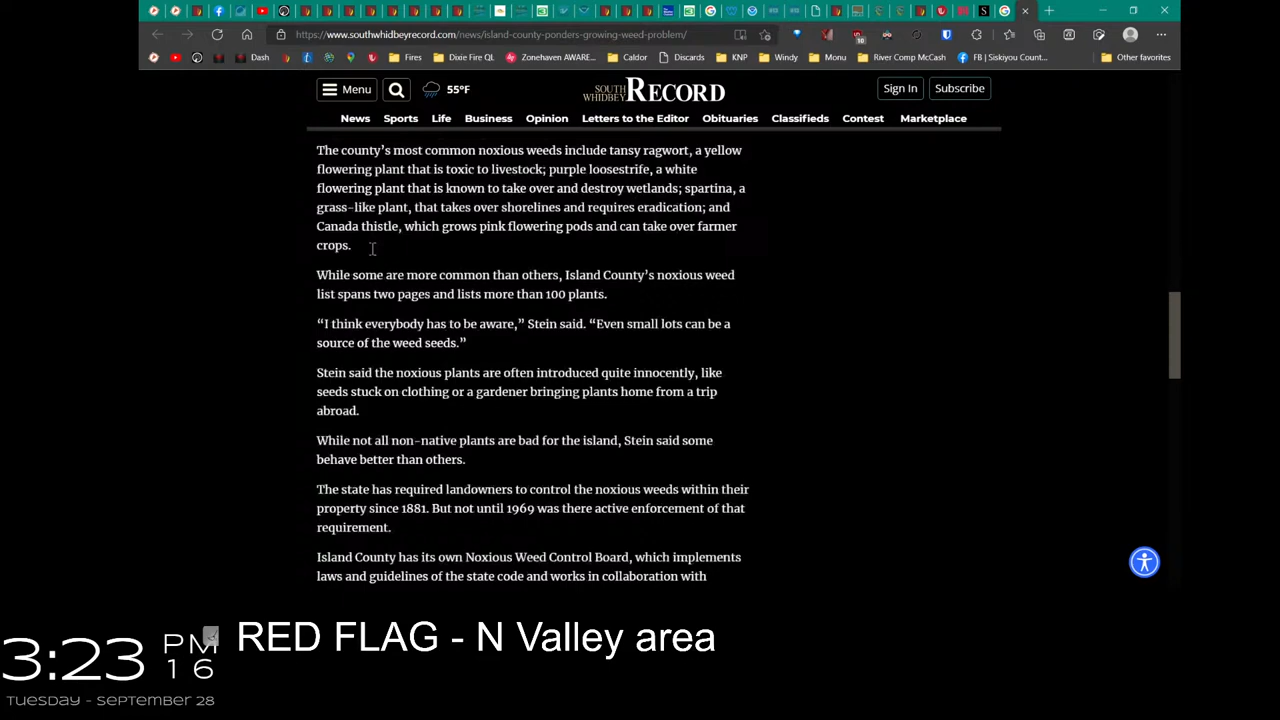 https://www.southwhidbeyrecord.com/news/island-county-ponders-growing-weed-problem/
10
Dash
Fires
Dixie Fire QL
Zonehaven AWARE...
Caldor
Discards
KNP
Windy
Monu
River Comp McCash
FB | Siskiyou Count...
Other favorites
Menu
55°F
SOUTH WHIDBEY RECORD
Sign In
Subscribe
News Sports Life Business Opinion Letters to the Editor Obituaries Classifieds Contest Marketplace
The county's most common noxious weeds include tansy ragwort, a yellow
flowering plant that is toxic to livestock; purple loosestrife, a white
flowering plant that is known to take over and destroy wetlands; spartina, a
grass-like plant, that takes over shorelines and requires eradication; and
Canada thistle, which grows pink flowering pods and can take over farmer
crops.
While some are more common than others, Island County's noxious weed
list spans two pages and lists more than 100 plants.
“I think everybody has to be aware,” Stein said. “Even small lots can be a
source of the weed seeds.”
Stein said the noxious plants are often introduced quite innocently, like
seeds stuck on clothing or a gardener bringing plants home from a trip
abroad.
While not all non-native plants are bad for the island, Stein said some
behave better than others.
The state has required landowners to control the noxious weeds within their
property since 1881. But not until 1969 was there active enforcement of that
requirement.
Island County has its own Noxious Weed Control Board, which implements
laws and guidelines of the state code and works in collaboration with
3:23 PM
16
TUESDAY - SEPTEMBER 28
RED FLAG - N Valley area